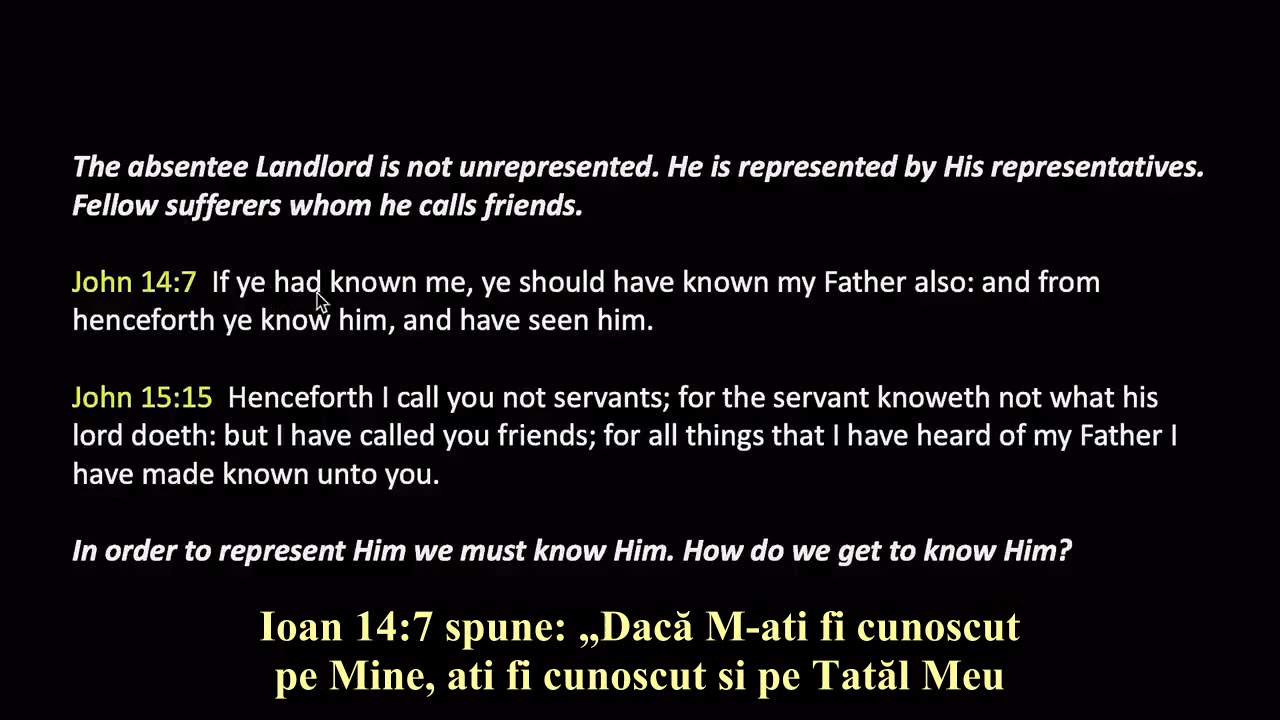 The absentee Landlord is not unrepresented. He is represented by His representatives.
Fellow sufferers whom he calls friends.
John 14:7 If ye had known me, ye should have known my Father also: and from
henceforth ye know him, and have seen him.
John 15:15 Henceforth I call you not servants; for the servant knoweth not what his
lord doeth: but I have called you friends; for all things that I have heard of my Father I
have made known unto you.
In order to represent Him we must know Him. How do we get to know Him?
Ioan 14:7 spune: „Dacă M-ati fi cunoscut
pe Mine, ati fi cunoscut si pe Tatăl Meu